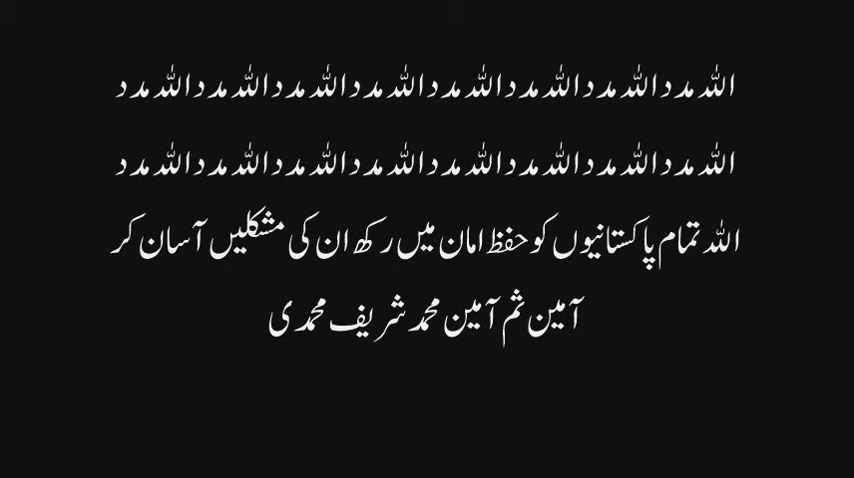 اللہ مدد اللہ مدد اللہ مدد اللہ مدد اللہ مدد اللہ مدد اللہ مدد اللہ مدد
اللہ مدد اللہ مدد اللہ مدد اللہ مدد اللہ مدد اللہ مدد اللہ مدد اللہ مدد
اللہ تمام پاکستانیوں کو حفظ امان میں رکھ ان کی مشکلیں آسان کر
آمین ثم آمین محمد شریف محمدی